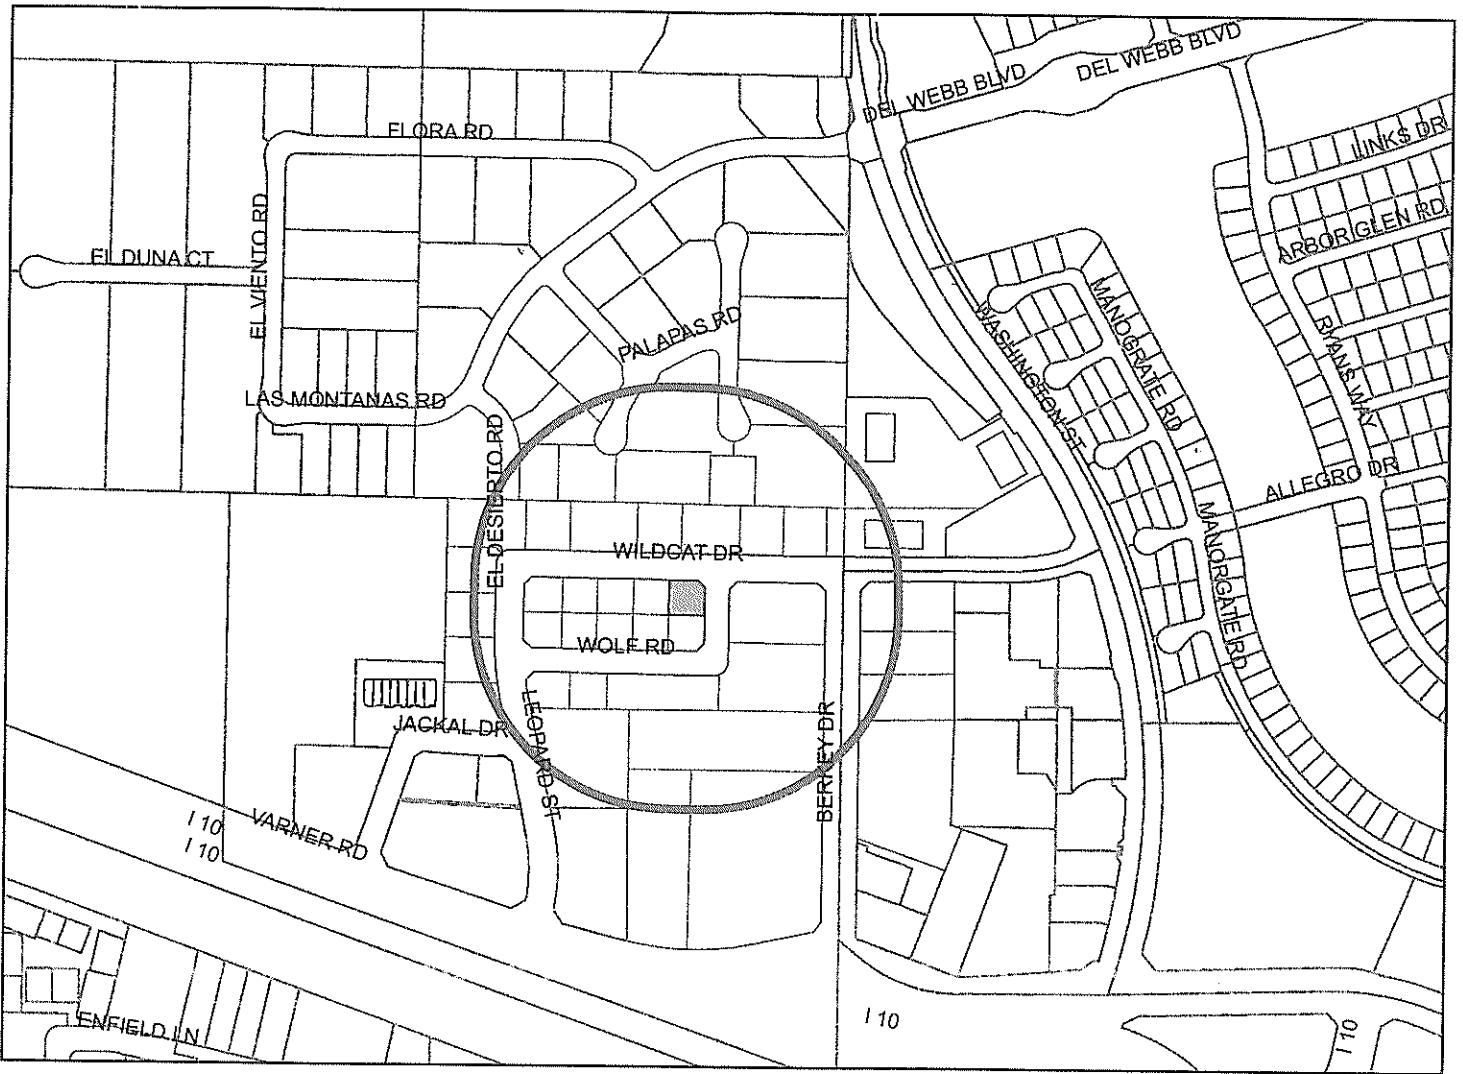 DEL WEBB BLVD
DEL WEBB BLVD
FLORA RD
LINKS DR
ARBOR GLEN RD
EL DUNA CT
EL VIENTO RD
PALAPAS RD
WASHINGTON ST
MANOGRATE RD
RYANS WAY
LAS MONTANAS RD
EL DESIERTO RD
ALLEGRO DR
WILDCAT DR
MANORGATE RD
WOLF RD
JACKAL DR
LEOPARD ST
BERKEY DR
I 10
VARNER RD
I 10
I 10
I 10
ENFIELD LN